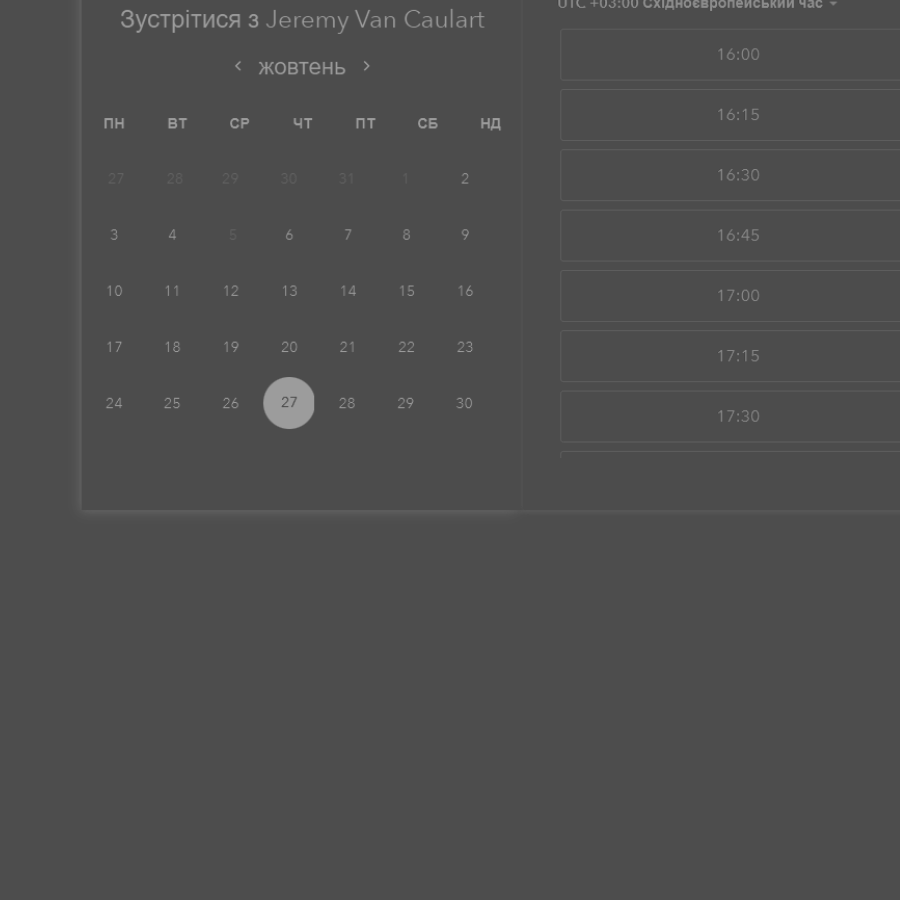 Зустрітися з Jeremy Van Caulart
< жовтень >
ПН ВТ СР ЧТ ПТ СБ НД
27 28 29 30 31 1 2
3 4 5 6 7 8 9
10 11 12 13 14 15 16
17 18 19 20 21 22 23
24 25 26 27 28 29 30
UTC +03:00 Східноєвропейський час
16:00
16:15
16:30
16:45
17:00
17:15
17:30